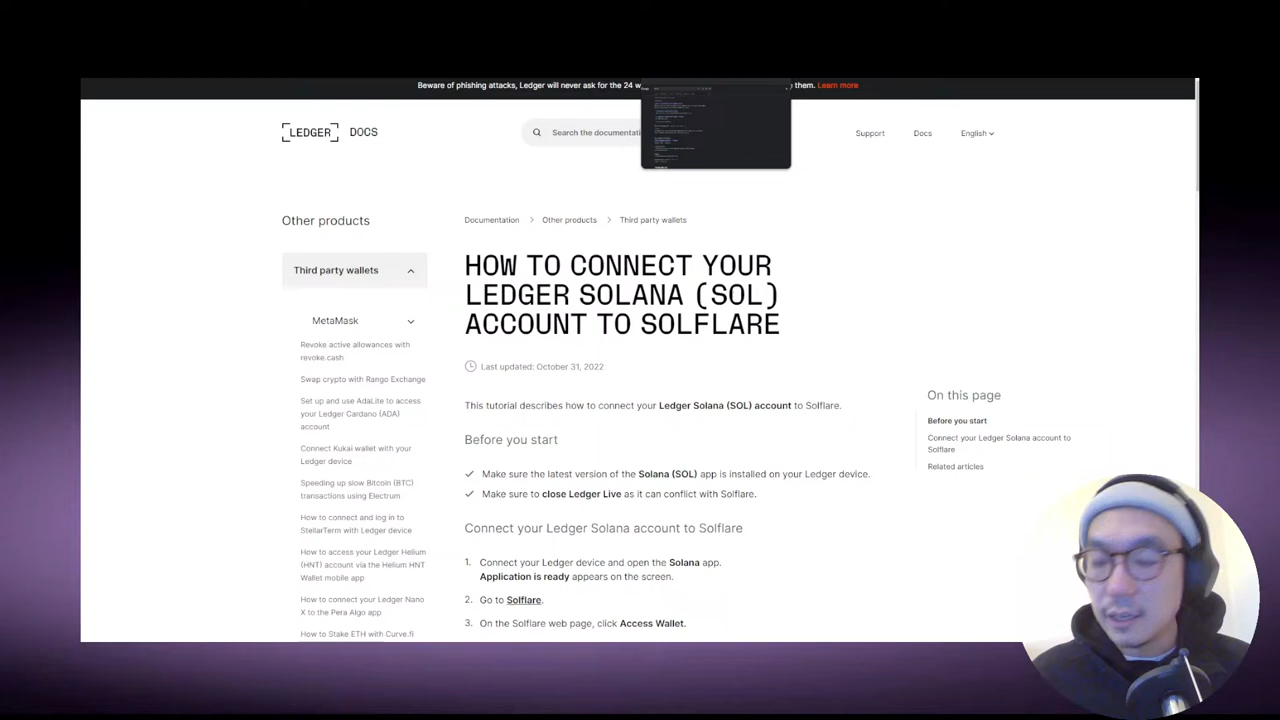 Beware of phishing attacks, Ledger will never ask for the 24 w
e them. Learn more
LEDGER DOCS
Search the documentati
Support
Docs
English
Other products
Third party wallets
MetaMask
Revoke active allowances with
revoke.cash
Swap crypto with Rango Exchange
Set up and use AdaLite to access
your Ledger Cardano (ADA)
account
Connect Kukai wallet with your
Ledger device
Speeding up slow Bitcoin (BTC)
transactions using Electrum
How to connect and log in to
StellarTerm with Ledger device
How to access your Ledger Helium
(HNT) account via the Helium HNT
Wallet mobile app
How to connect your Ledger Nano
X to the Pera Algo app
How to Stake ETH with Curve.fi
Documentation > Other products > Third party wallets
HOW TO CONNECT YOUR
LEDGER SOLANA (SOL)
ACCOUNT TO SOLFLARE
Last updated: October 31, 2022
This tutorial describes how to connect your Ledger Solana (SOL) account to Solflare.
Before you start
Make sure the latest version of the Solana (SOL) app is installed on your Ledger device.
Make sure to close Ledger Live as it can conflict with Solflare.
Connect your Ledger Solana account to Solflare
1. Connect your Ledger device and open the Solana app.
Application is ready appears on the screen.
2. Go to Solflare.
3. On the Solflare web page, click Access Wallet.
On this page
Before you start
Connect your Ledger Solana account to
Solflare
Related articles